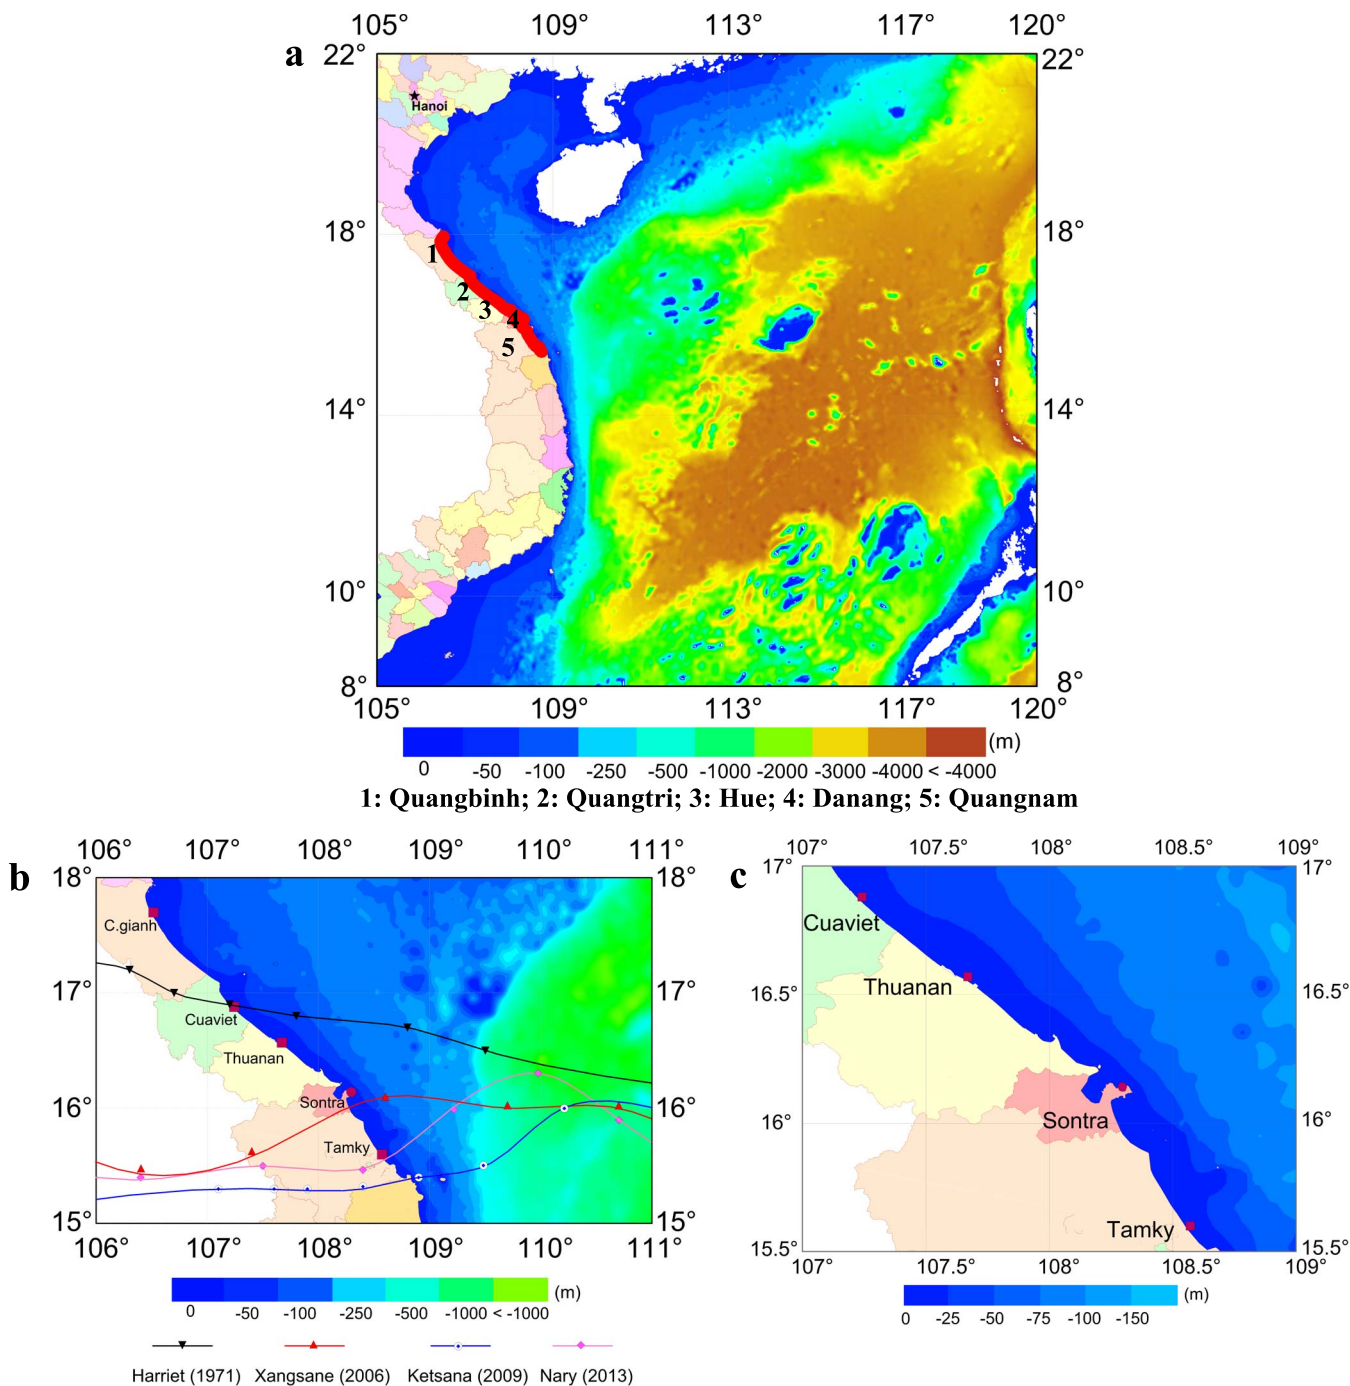 105° 109° 113° 117° 120°
a
22° 22°
Hanoi
18° 18°
1
2
3
4
5
14° 14°
10° 10°
8° 8°
105° 109° 113° 117° 120°
(m)
0 -50 -100 -250 -500 -1000 -2000 -3000 -4000 < -4000
1: Quangbinh; 2: Quangtri; 3: Hue; 4: Danang; 5: Quangnam
106° 107° 108° 109° 110° 111°
b
18° 18°
C.gianh
17° 17°
Cuaviet
Thuanan
16° 16°
Sontra
Tamky
15° 15°
106° 107° 108° 109° 110° 111°
(m)
0 -50 -100 -250 -500 -1000 < -1000
Harriet (1971) Xangsane (2006) Ketsana (2009) Nary (2013)
107° 107.5° 108° 108.5° 109°
c
17° 17°
Cuaviet
Thuanan
16.5° 16.5°
16° 16°
Sontra
Tamky
15.5° 15.5°
107° 107.5° 108° 108.5° 109°
(m)
0 -25 -50 -75 -100 -150